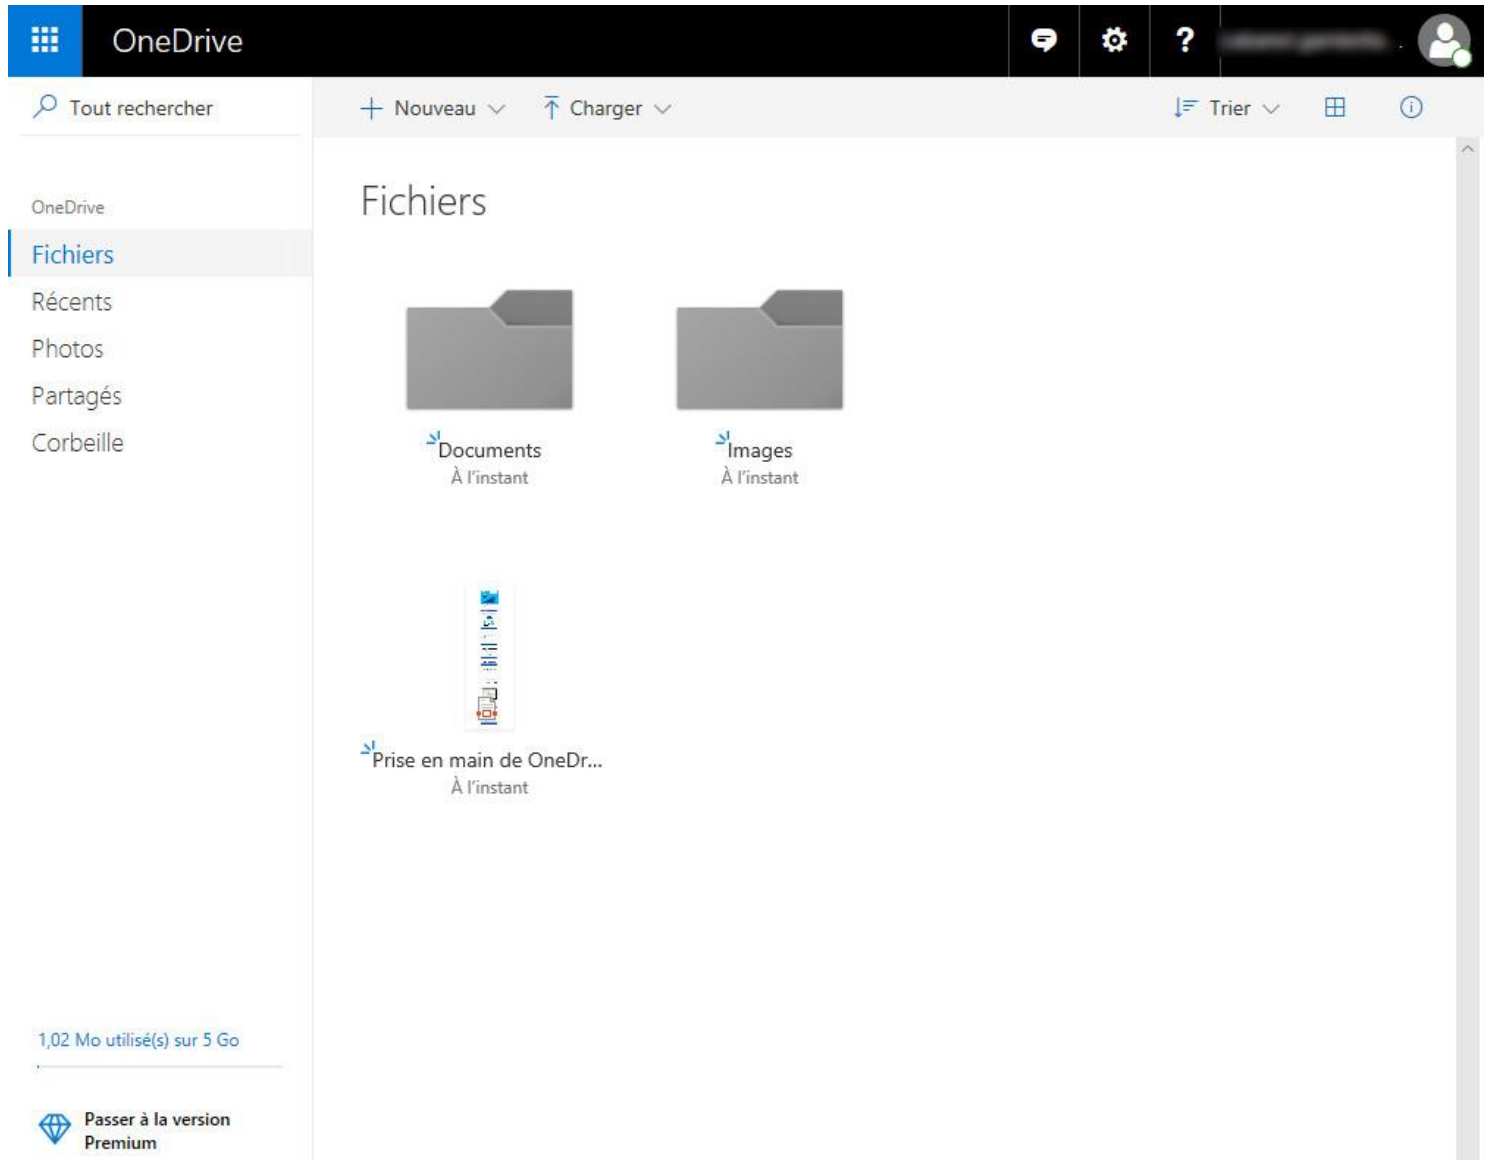 OneDrive
?
Tout rechercher
Nouveau
Charger
Trier
OneDrive
Fichiers
Récents
Photos
Partagés
Corbeille
Fichiers
Documents
À l'instant
Images
À l'instant
Prise en main de OneDr...
À l'instant
1,02 Mo utilisé(s) sur 5 Go
Passer à la version
Premium